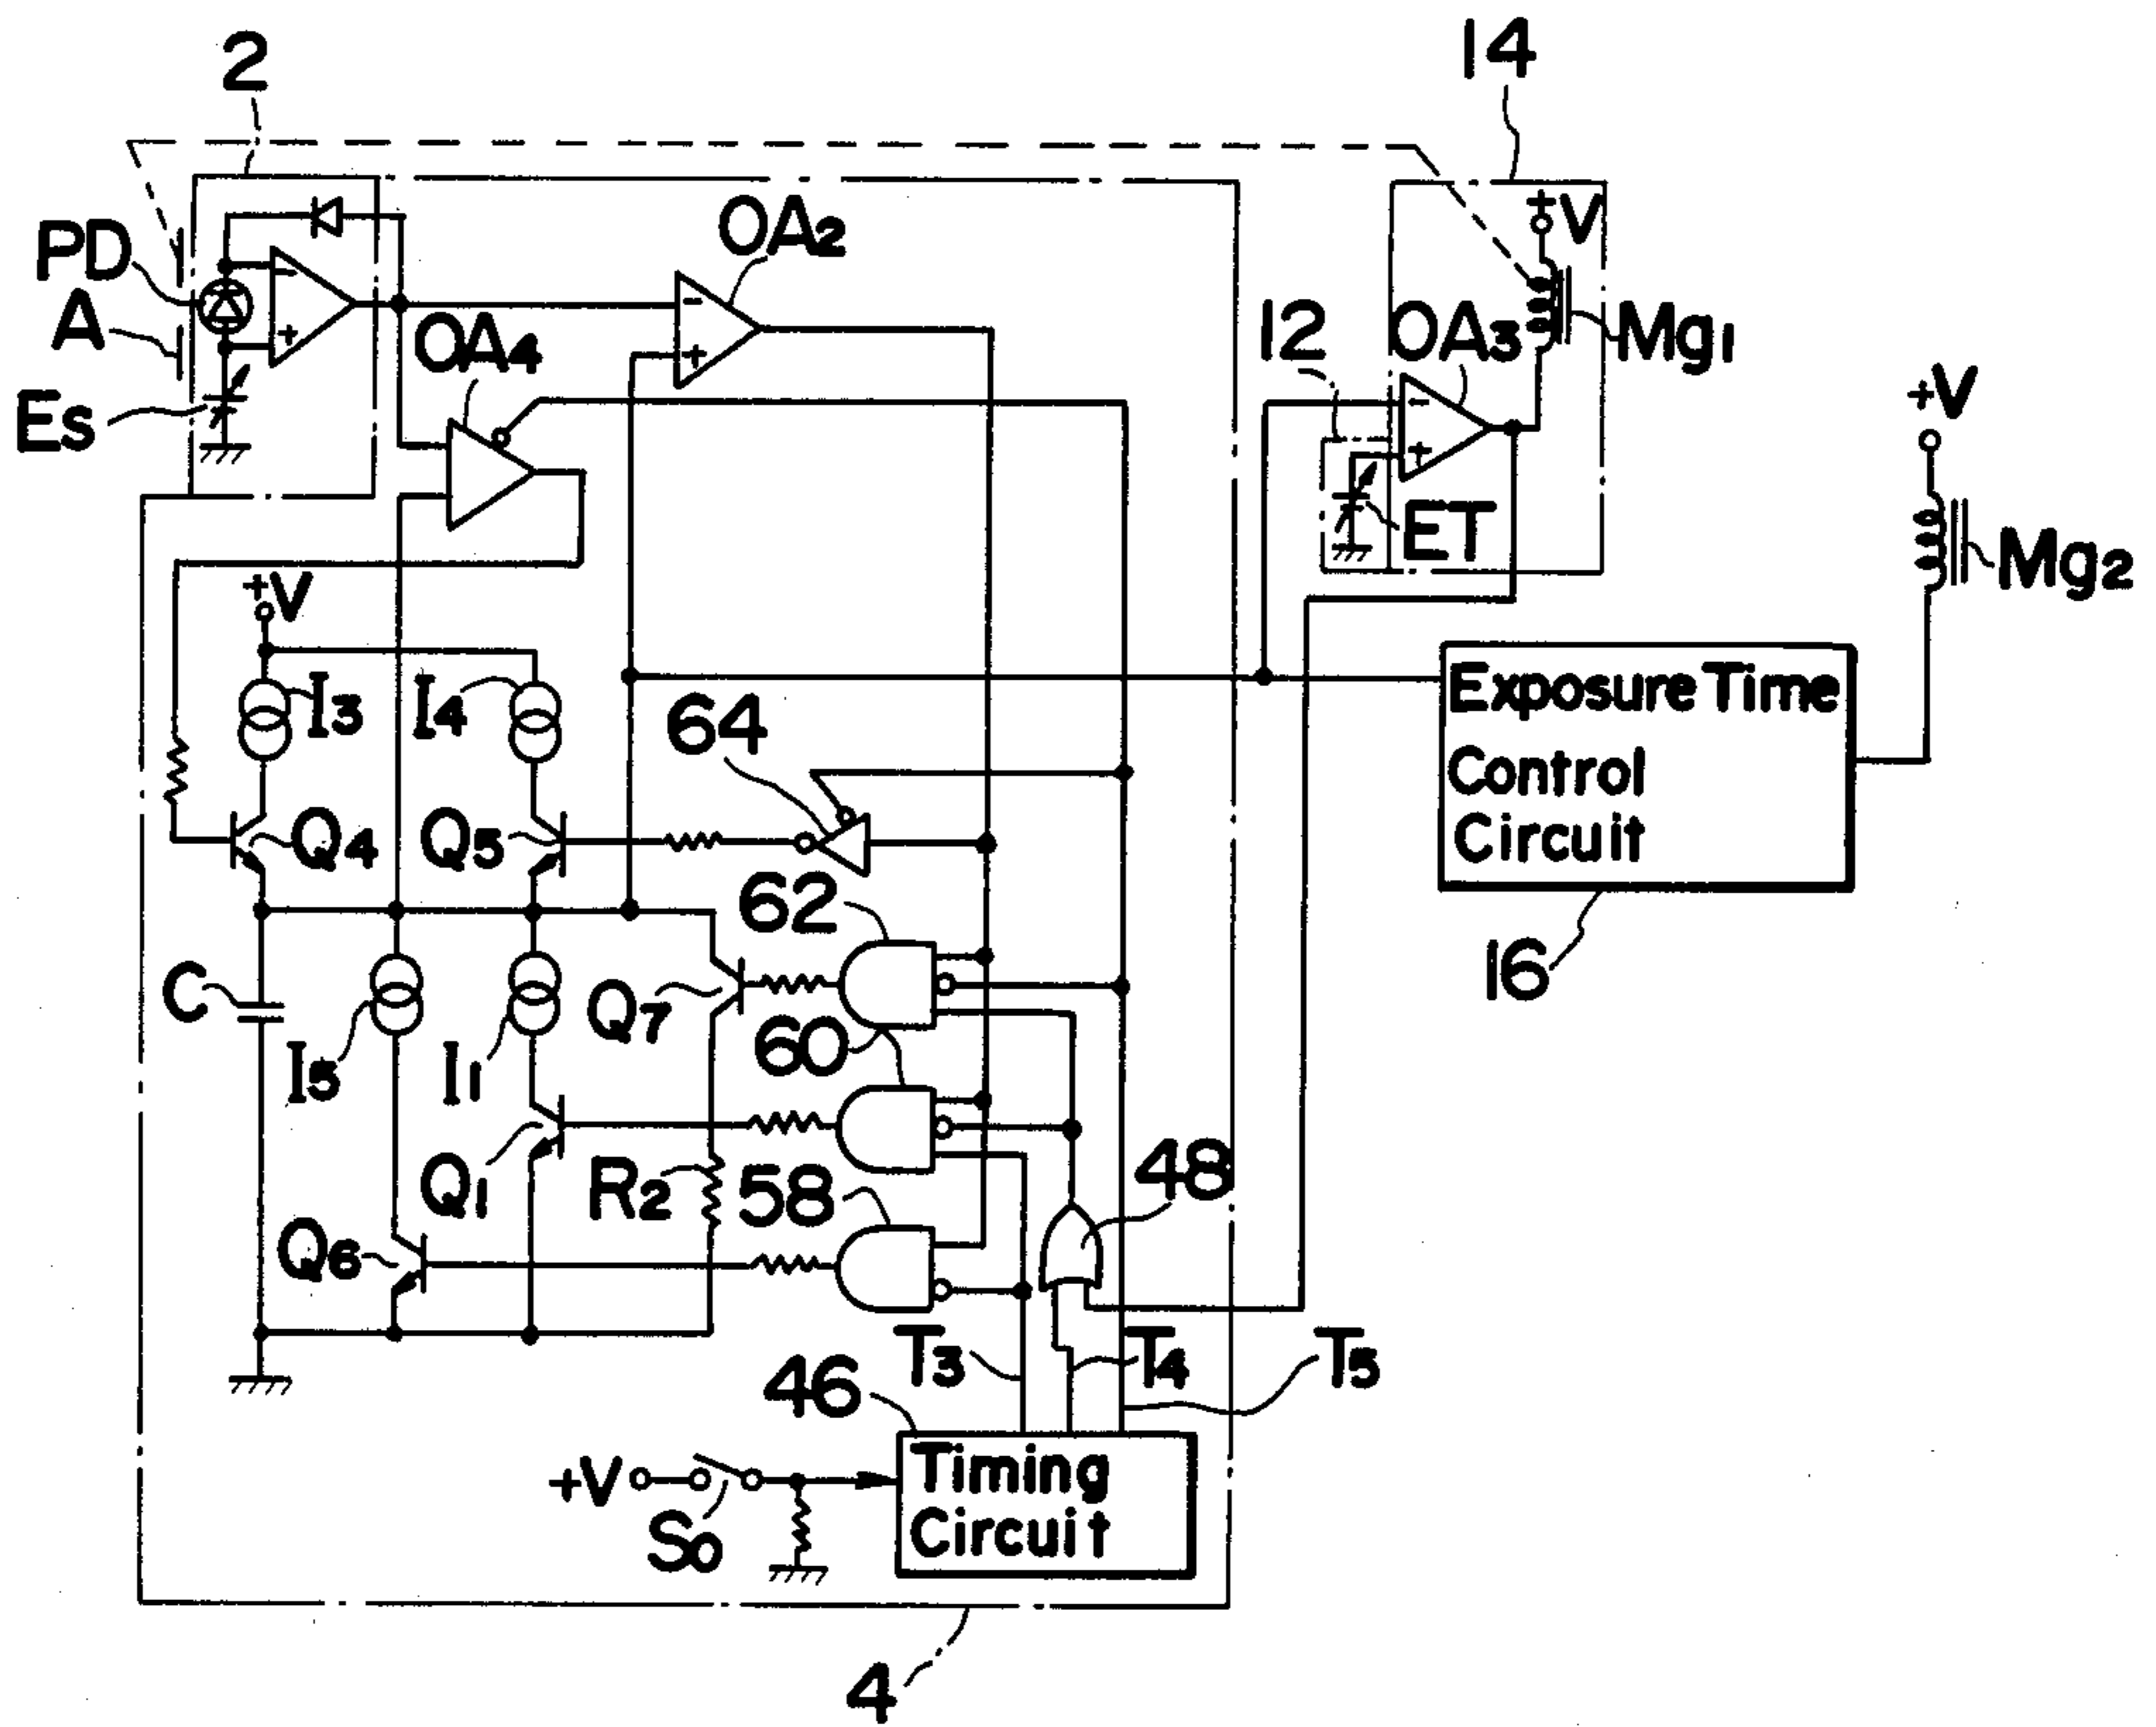 2
14
PD
A
Es
OA2
OA4
+V
12
OA3
Mg1
ET
+V
Mg2
+V
I3
I4
64
Exposure Time
Control
Circuit
Q4
Q5
62
16
C
Q7
60
I5
I1
Q1
R2
58
48
Q6
T3
T4
T5
46
+V
So
Timing
Circuit
4
- +
- +
- +